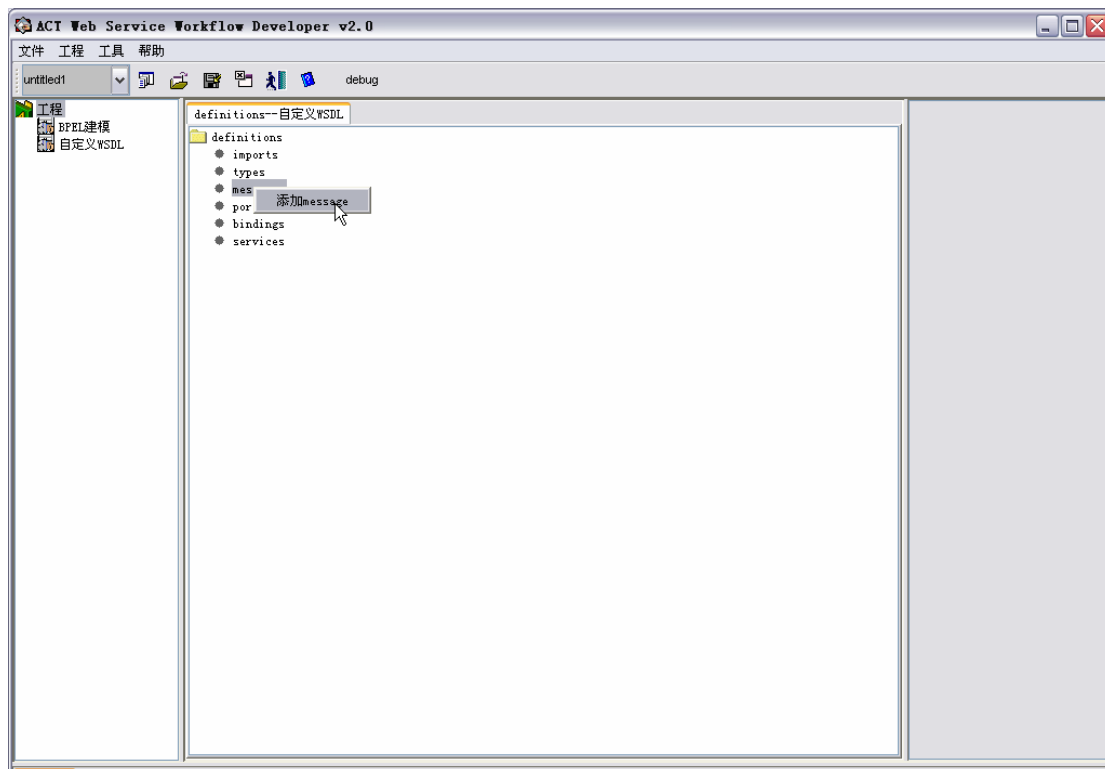 ACT Web Service Workflow Developer v2.0
文件 工程 工具 帮助
untitled1 debug
工程
BPEL建模
自定义WSDL
definitions--自定义WSDL
definitions
imports
types
mes
添加message
por
bindings
services